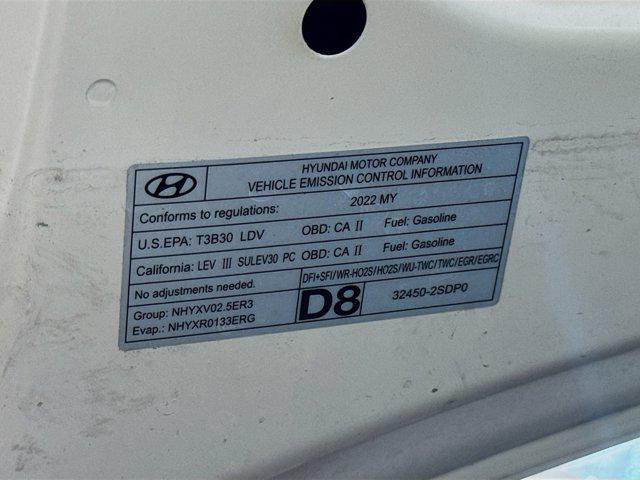 HYUNDAI MOTOR COMPANY
VEHICLE EMISSION CONTROL INFORMATION
Conforms to regulations: 2022 MY
U.S.EPA: T3B30 LDV OBD: CA II Fuel: Gasoline
California: LEV III SULEV30 PC OBD: CA II Fuel: Gasoline
No adjustments needed. DFI+SFI/WR-HO2S/HO2S/WU-TWC/TWC/EGR/EGRC
Group: NHYXV02.5ER3
Evap.: NHYXR0133ERG
D8
32450-2SDP0